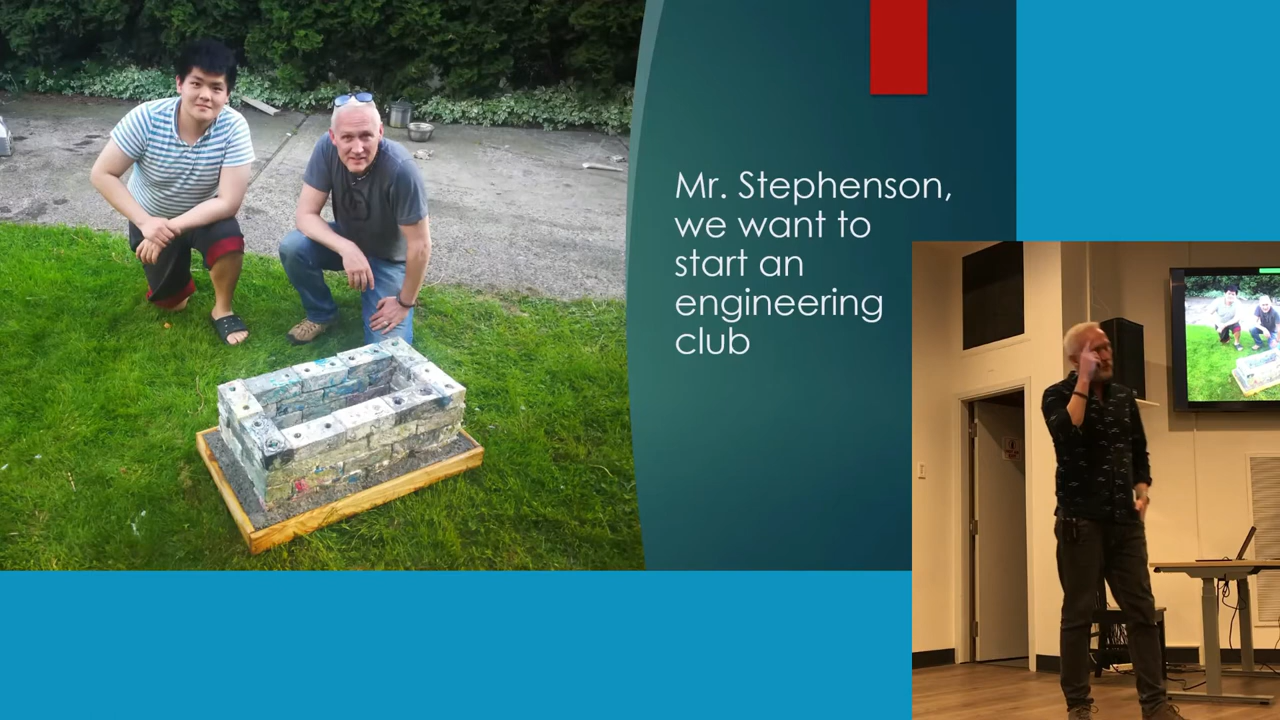 Mr. Stephenson,
we want to
start an
engineering
club